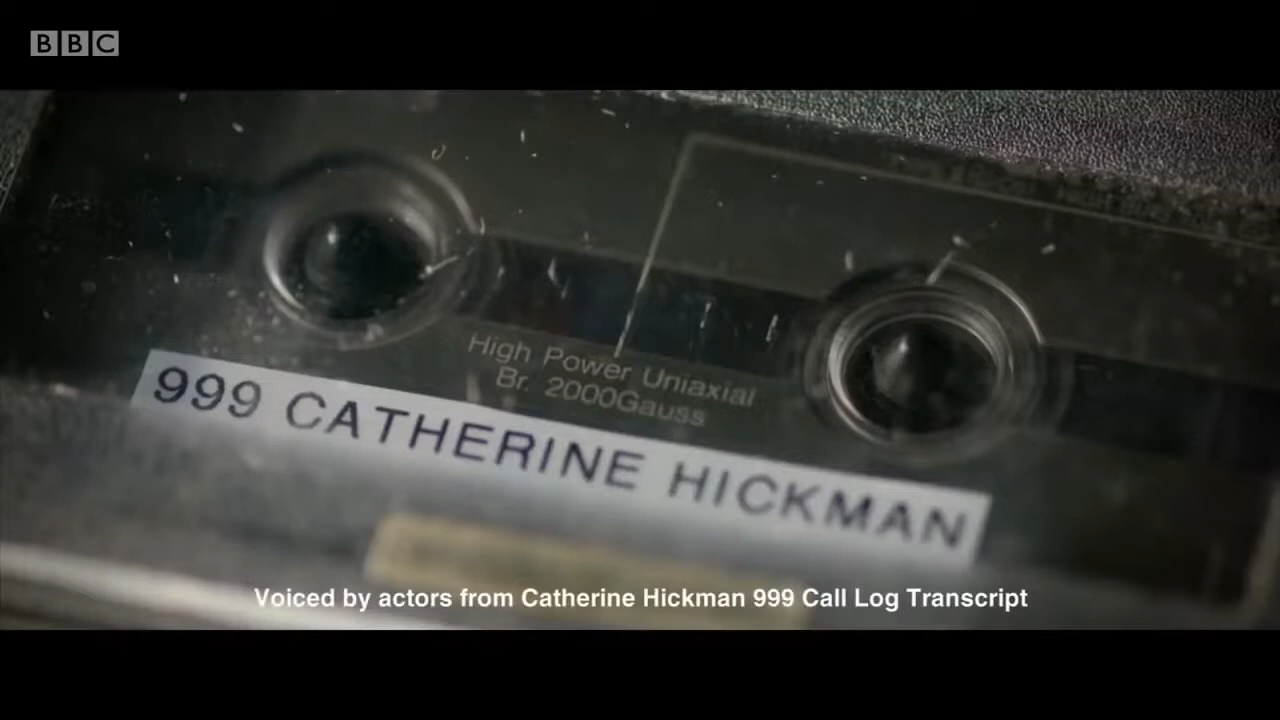 BBC
High Power Uniaxial
Br. 2000Gauss
999 CATHERINE HICKMAN
Voiced by actors from Catherine Hickman 999 Call Log Transcript